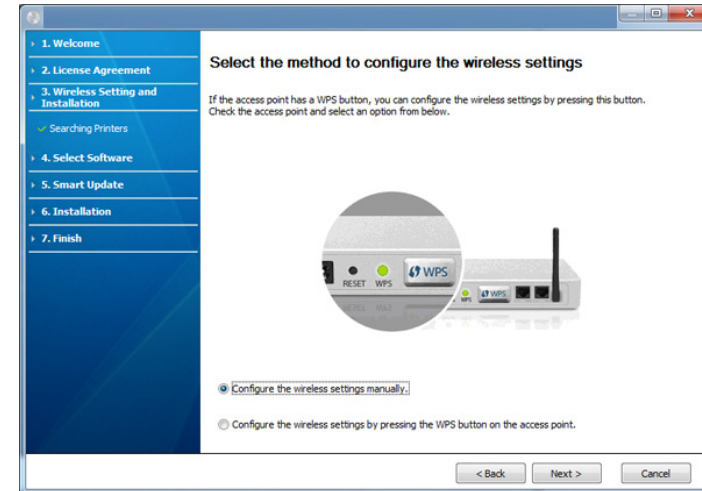 1. Welcome
2. License Agreement
3. Wireless Setting and
Installation
Searching Printers
4. Select Software
5. Smart Update
6. Installation
7. Finish
Select the method to configure the wireless settings
If the access point has a WPS button, you can configure the wireless settings by pressing this button.
Check the access point and select an option from below.
RESET WPS WPS
WPS WPS
Configure the wireless settings manually.
Configure the wireless settings by pressing the WPS button on the access point.
< Back Next > Cancel